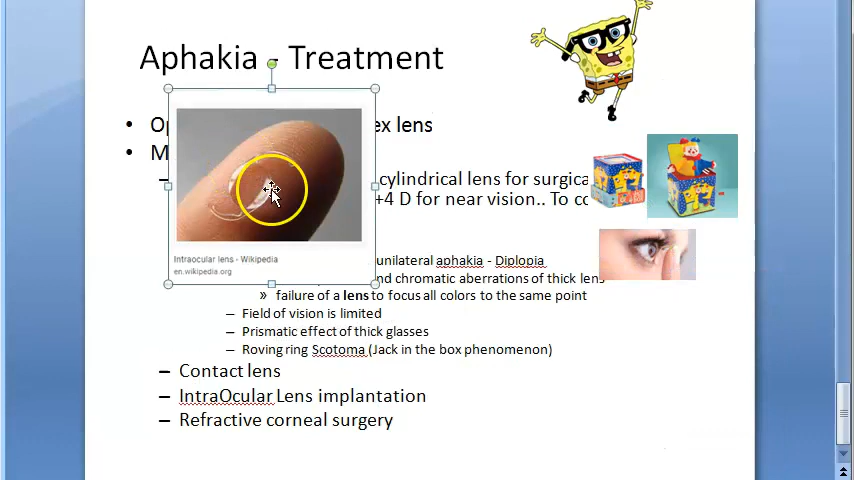 Aphakia - Treatment
• Op ex lens
• M
– cylindrical lens for surgica
+4 D for near vision.. To co
unilateral aphakia - Diplopia
and chromatic aberrations of thick lens
» failure of a lens to focus all colors to the same point
– Field of vision is limited
– Prismatic effect of thick glasses
– Roving ring Scotoma (Jack in the box phenomenon)
– Contact lens
– IntraOcular Lens implantation
– Refractive corneal surgery
Intraocular lens - Wikipedia
en.wikipedia.org